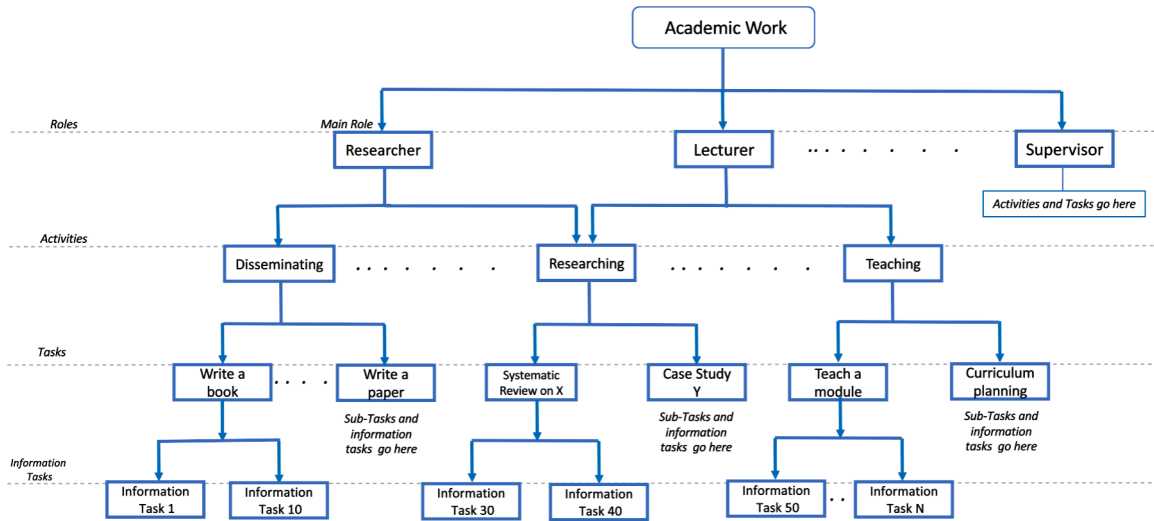 Academic Work
Roles
Main Role
Researcher
Lecturer
Supervisor
Activities and Tasks go here
Activities
Disseminating
Researching
Teaching
Tasks
Write a
book
Write a
paper
Systematic
Review on X
Case Study
Y
Teach a
module
Curriculum
planning
Sub-Tasks and
information
tasks go here
Sub-Tasks and
information
tasks go here
Sub-Tasks and
information
tasks go here
Information
Tasks
Information
Task 1
Information
Task 10
Information
Task 30
Information
Task 40
Information
Task 50
Information
Task N